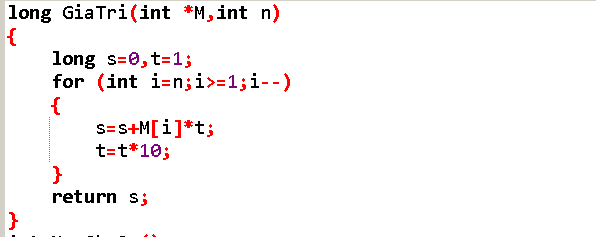 long GiaTri(int *M,int n)
{
long s=0,t=1;
for (int i=n;i>=1;i--)
{
s=s+M[i]*t;
t=t*10;
}
return s;
}